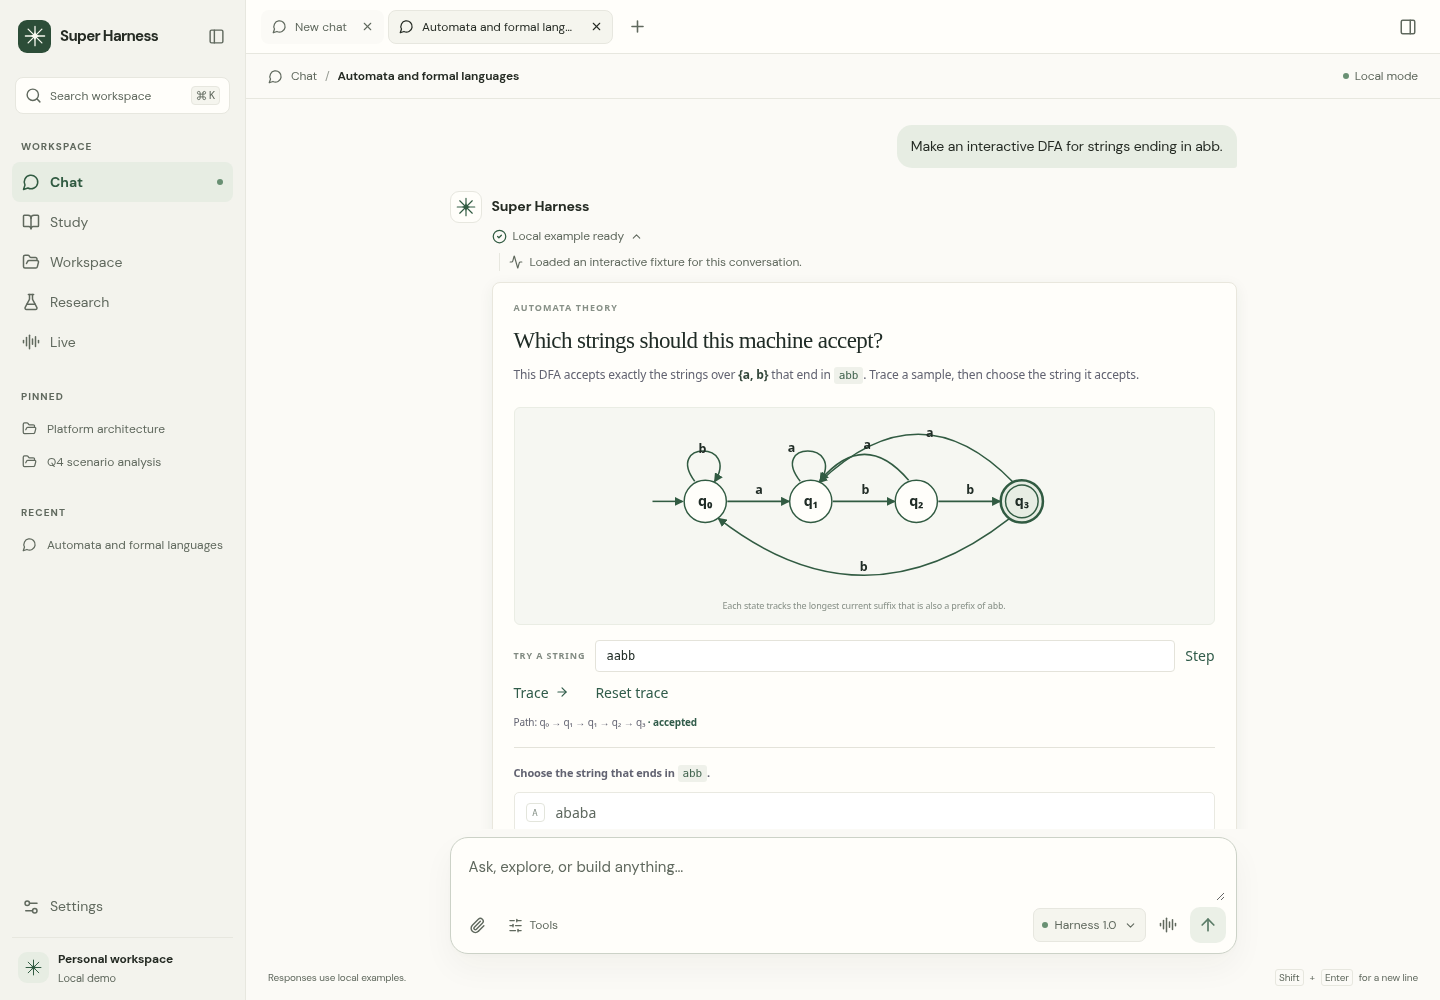 Super Harness
Search workspace
⌘ K
WORKSPACE
Chat
Study
Workspace
Research
Live
PINNED
Platform architecture
Q4 scenario analysis
RECENT
Automata and formal languages
Settings
Personal workspace
Local demo
New chat
Automata and formal lang...
Chat / Automata and formal languages
Local mode
Make an interactive DFA for strings ending in abb.
Super Harness
Local example ready
Loaded an interactive fixture for this conversation.
AUTOMATA THEORY
Which strings should this machine accept?
This DFA accepts exactly the strings over {a, b} that end in abb. Trace a sample, then choose the string it accepts.
a
b
a
a
a
b
b
q₀
q₁
q₂
q₃
b
Each state tracks the longest current suffix that is also a prefix of abb.
TRY A STRING
aabb
Step
Trace →
Reset trace
Path: q₀ → q₁ → q₁ → q₂ → q₃ · accepted
Choose the string that ends in abb.
A
ababa
Ask, explore, or build anything...
Tools
Harness 1.0
Responses use local examples.
Shift + Enter for a new line